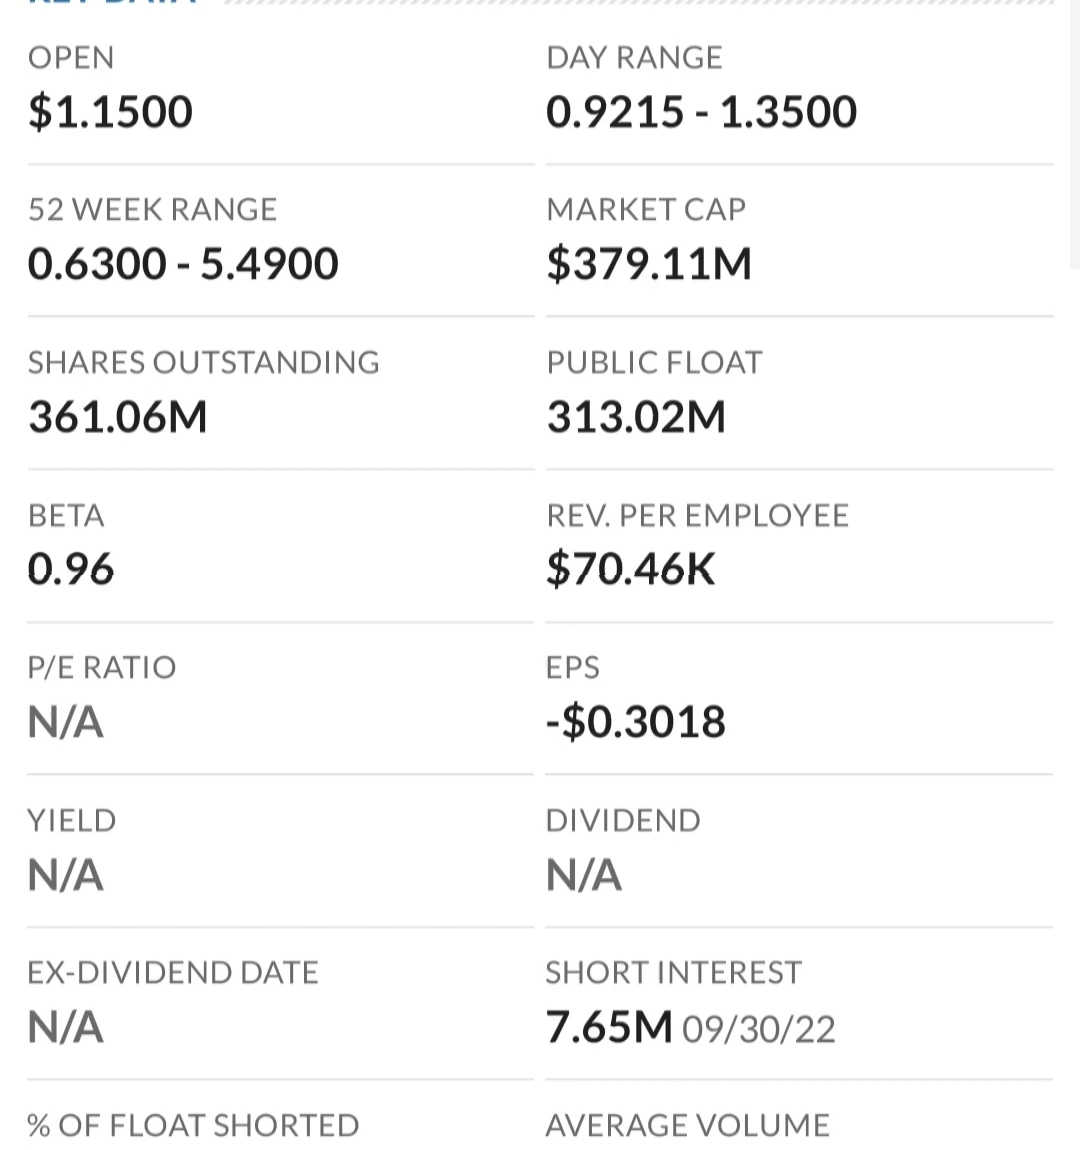 OPEN
$1.1500
DAY RANGE
0.9215 - 1.3500
52 WEEK RANGE
0.6300 - 5.4900
MARKET CAP
$379.11M
SHARES OUTSTANDING
361.06M
PUBLIC FLOAT
313.02M
BETA
0.96
REV. PER EMPLOYEE
$70.46K
P/E RATIO
N/A
EPS
-$0.3018
YIELD
N/A
DIVIDEND
N/A
EX-DIVIDEND DATE
N/A
SHORT INTEREST
7.65M 09/30/22
% OF FLOAT SHORTED
AVERAGE VOLUME